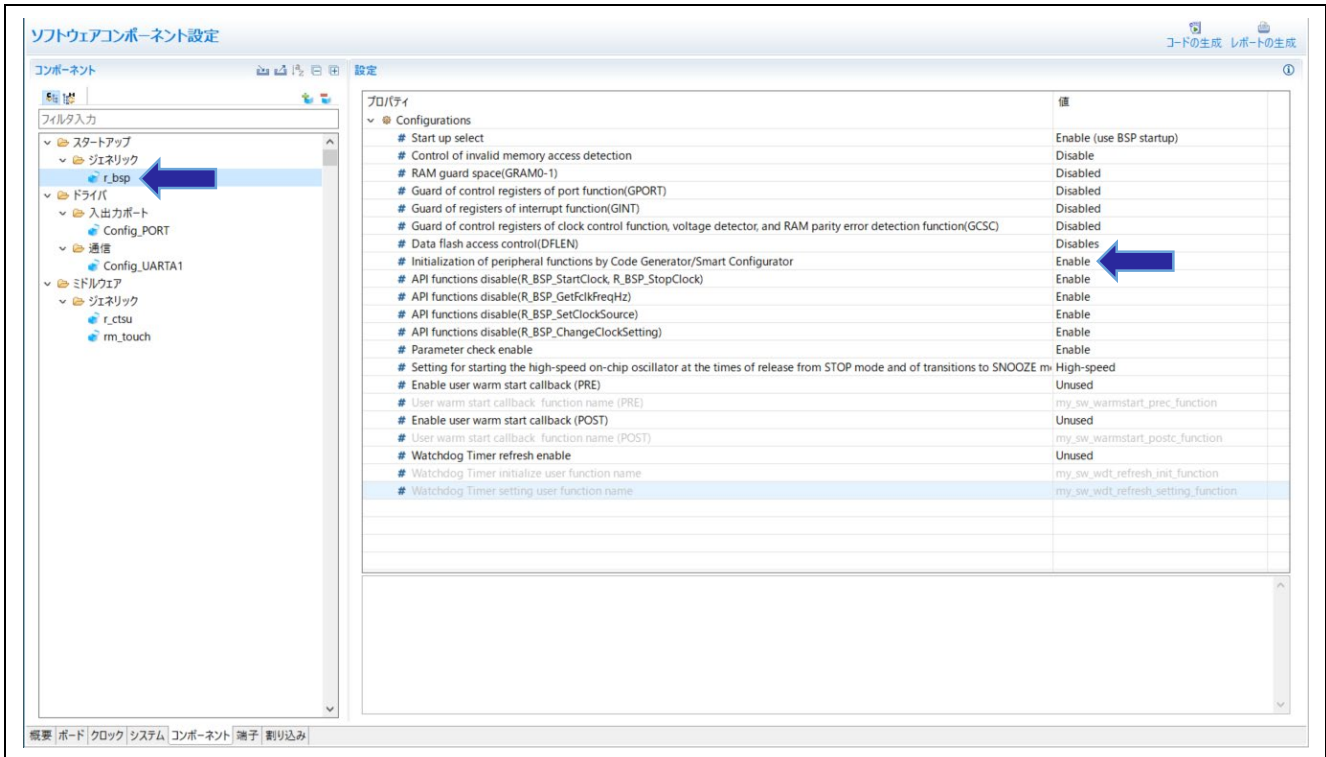 ソフトウェアコンポーネント設定
コードの生成 レポートの生成
コンポーネント
フィルタ入力
スタートアップ
ジェネリック
r_bsp
ドライバ
入出力ポート
Config_PORT
通信
Config_UARTA1
ミドルウェア
ジェネリック
r_ctsu
rm_touch
設定
プロパティ 値
Configurations
# Start up select Enable (use BSP startup)
# Control of invalid memory access detection Disable
# RAM guard space(GRAM0-1) Disabled
# Guard of control registers of port function(GPORT) Disabled
# Guard of registers of interrupt function(GINT) Disabled
# Guard of control registers of clock control function, voltage detector, and RAM parity error detection function(GCSC) Disabled
# Data flash access control(DFLEN) Disables
# Initialization of peripheral functions by Code Generator/Smart Configurator Enable
# API functions disable(R_BSP_StartClock, R_BSP_StopClock) Enable
# API functions disable(R_BSP_GetFclkFreqHz) Enable
# API functions disable(R_BSP_SetClockSource) Enable
# API functions disable(R_BSP_ChangeClockSetting) Enable
# Parameter check enable Enable
# Setting for starting the high-speed on-chip oscillator at the times of release from STOP mode and of transitions to SNOOZE m High-speed
# Enable user warm start callback (PRE) Unused
# User warm start callback function name (PRE) my_sw_warmstart_prec_function
# Enable user warm start callback (POST) Unused
# User warm start callback function name (POST) my_sw_warmstart_postc_function
# Watchdog Timer refresh enable Unused
# Watchdog Timer initialize user function name my_sw_wdt_refresh_init_function
# Watchdog Timer setting user function name my_sw_wdt_refresh_setting_function
概要 ボード クロック システム コンポーネント 端子 割り込み